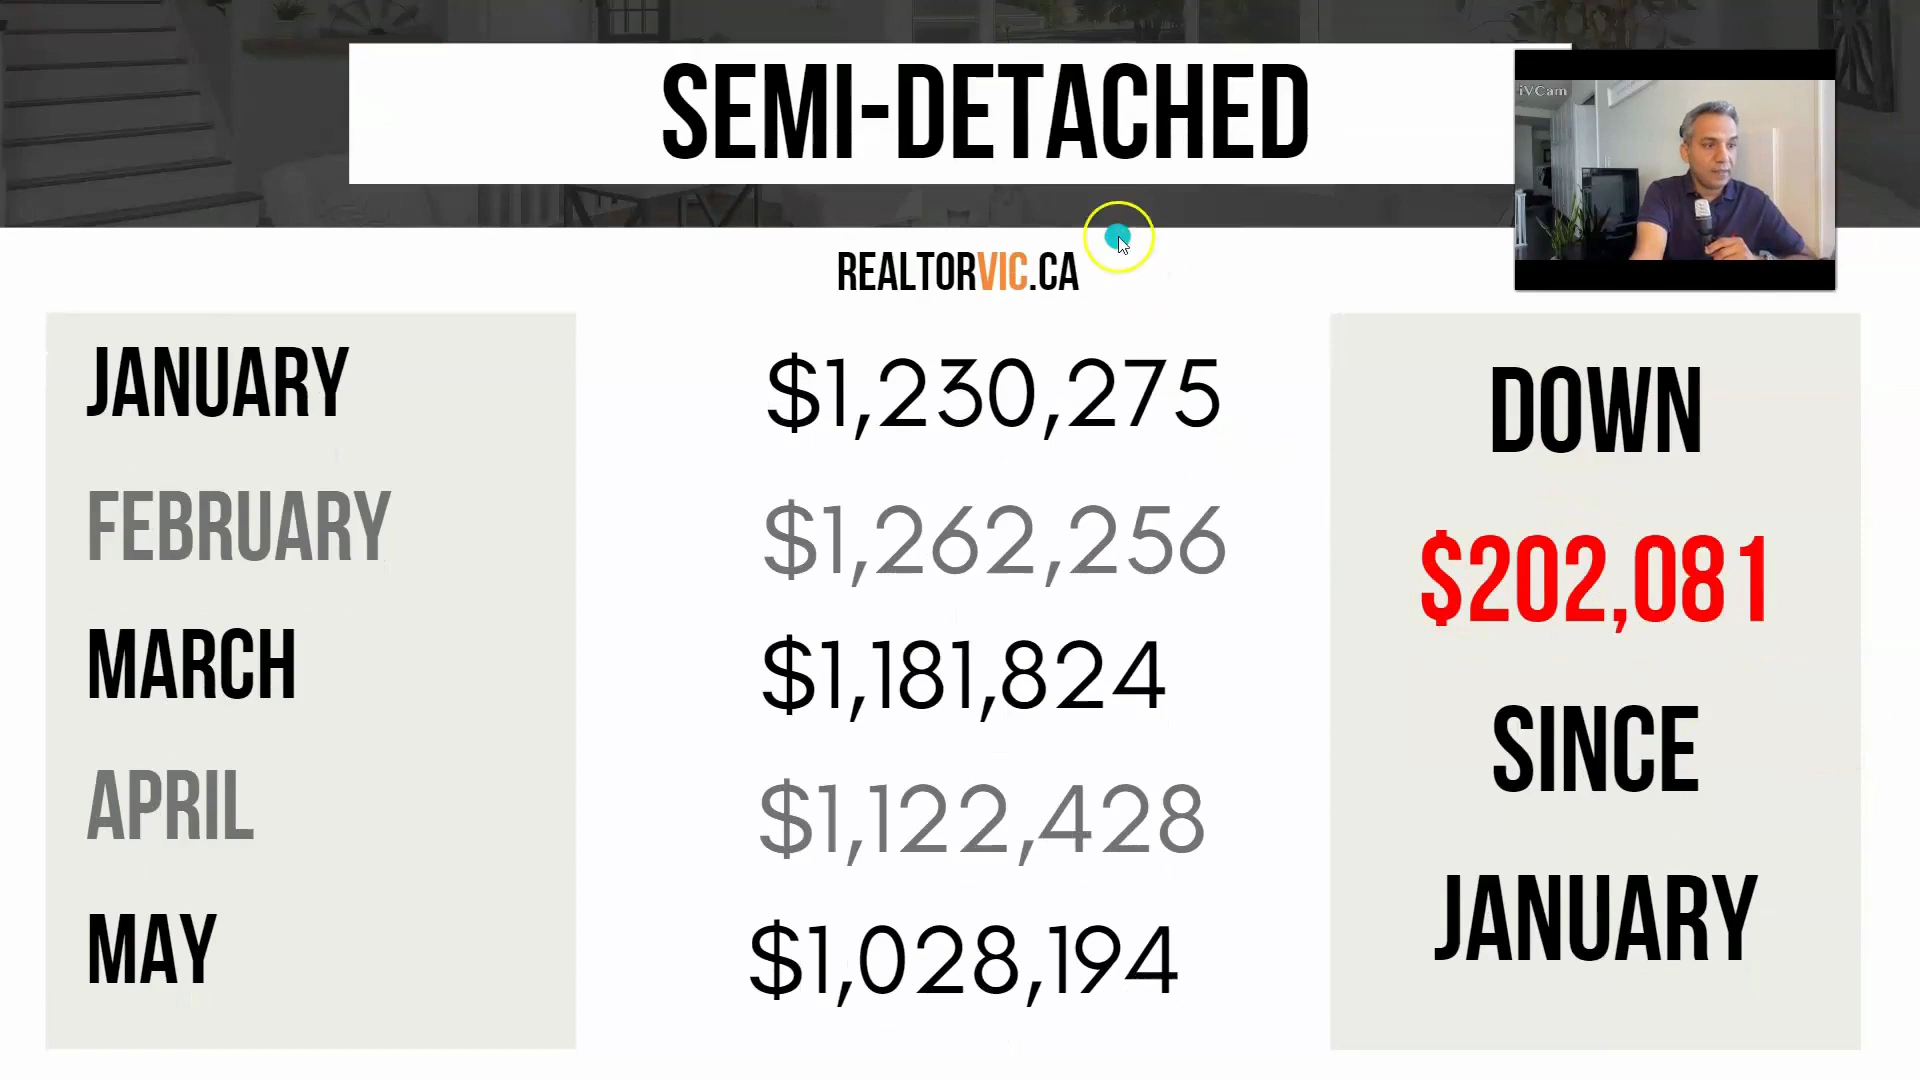 SEMI-DETACHED
iVCam
REALTORVIC.CA
JANUARY $1,230,275
FEBRUARY $1,262,256
MARCH $1,181,824
APRIL $1,122,428
MAY $1,028,194
DOWN
$202,081
SINCE
JANUARY